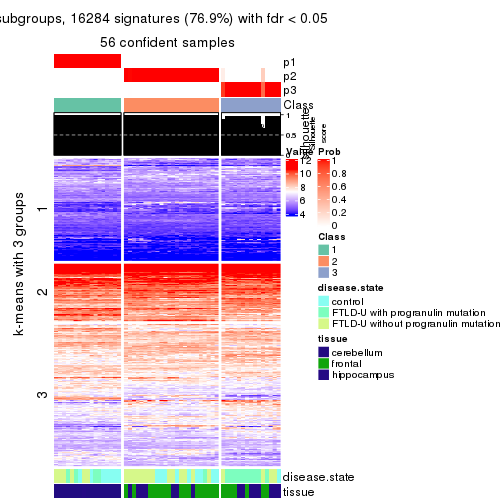 subgroups, 16284 signatures (76.9%) with fdr < 0.05
56 confident samples
p1
p2
p3
Class
1
0.5
0
silhouette
score
Silhouette
k-means with 3 groups
1
2
3
Value
12
10
8
6
4
Prob
1
0.8
0.6
0.4
0.2
0
Class
1
2
3
disease.state
control
FTLD-U with progranulin mutation
FTLD-U without progranulin mutation
tissue
cerebellum
frontal
hippocampus
disease.state
tissue